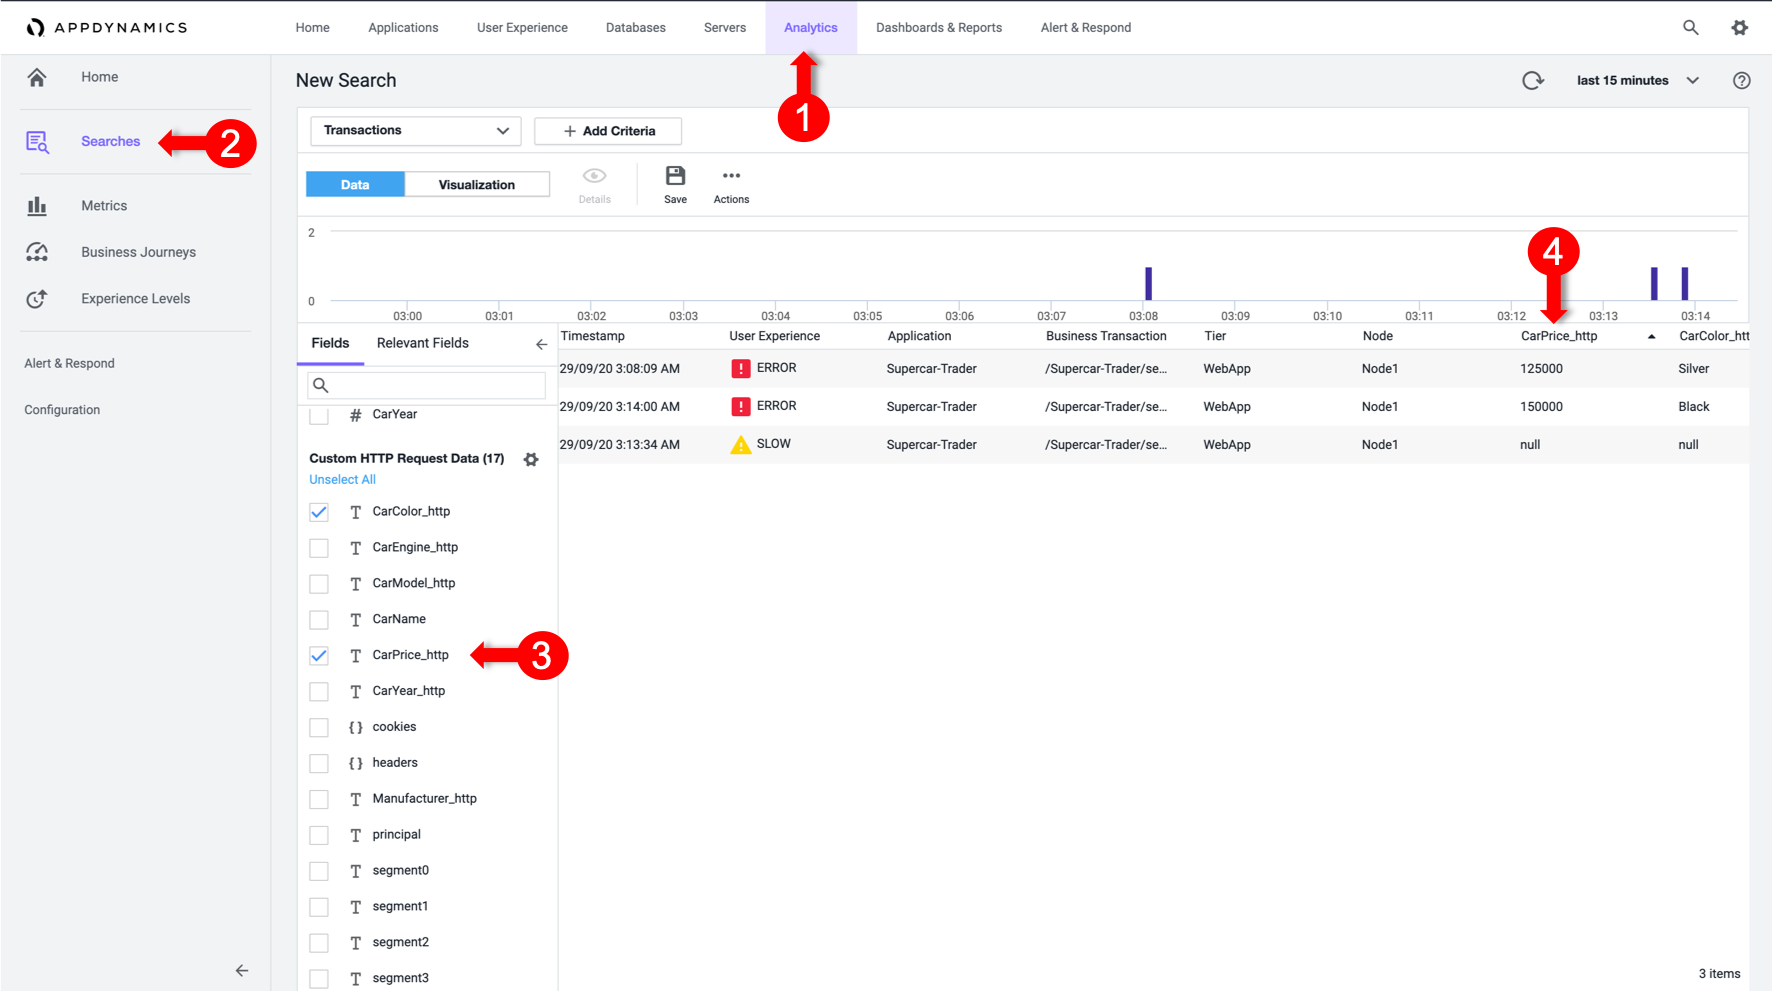 APPDYNAMICS
Home Applications User Experience Databases Servers Analytics Dashboards & Reports Alert & Respond
Home
Searches
2
Metrics
Business Journeys
Experience Levels
Alert & Respond
Configuration
New Search
1
last 15 minutes
Transactions
+ Add Criteria
Data Visualization
Details
Save
Actions
2
0
03:00 03:01 03:02 03:03 03:04 03:05 03:06 03:07 03:08 03:09 03:10 03:11 03:12 03:13 03:14
4
Fields Relevant Fields
# CarYear
Custom HTTP Request Data (17)
Unselect All
T CarColor_http
T CarEngine_http
T CarModel_http
T CarName
T CarPrice_http
3
T CarYear_http
{ } cookies
{ } headers
T Manufacturer_http
T principal
T segment0
T segment1
T segment2
T segment3
Timestamp User Experience Application Business Transaction Tier Node CarPrice_http CarColor_htt
29/09/20 3:08:09 AM ! ERROR Supercar-Trader /Supercar-Trader/se... WebApp Node1 125000 Silver
29/09/20 3:14:00 AM ! ERROR Supercar-Trader /Supercar-Trader/se... WebApp Node1 150000 Black
29/09/20 3:13:34 AM ! SLOW Supercar-Trader /Supercar-Trader/se... WebApp Node1 null null
3 items